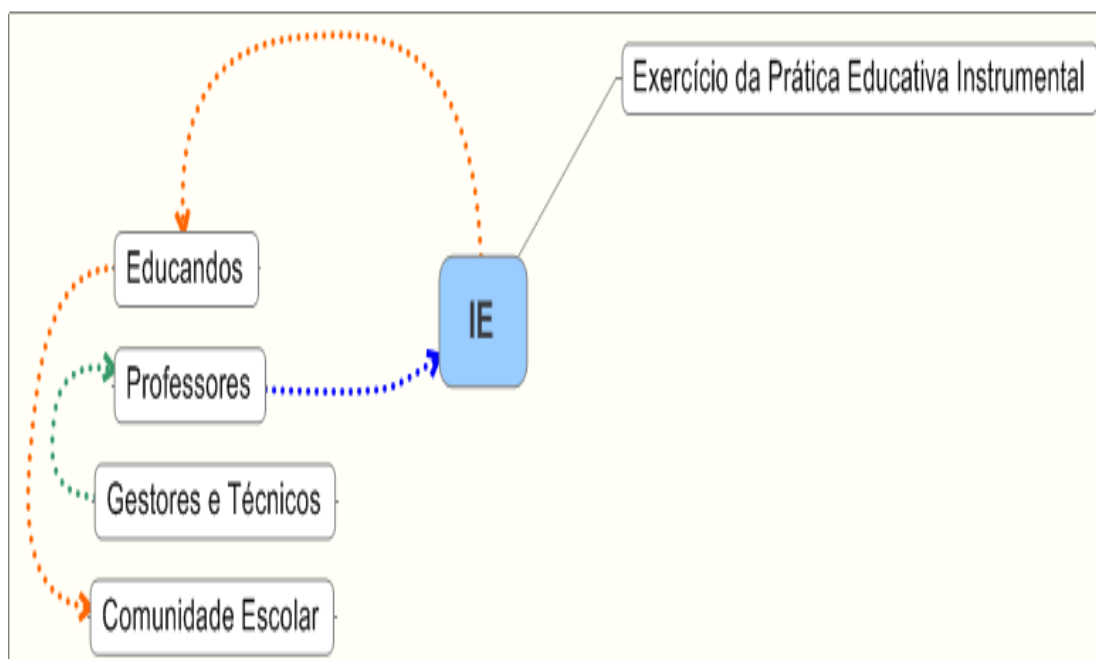 Exercício da Prática Educativa Instrumental
Educandos
IE
Professores
Gestores e Técnicos
Comunidade Escolar